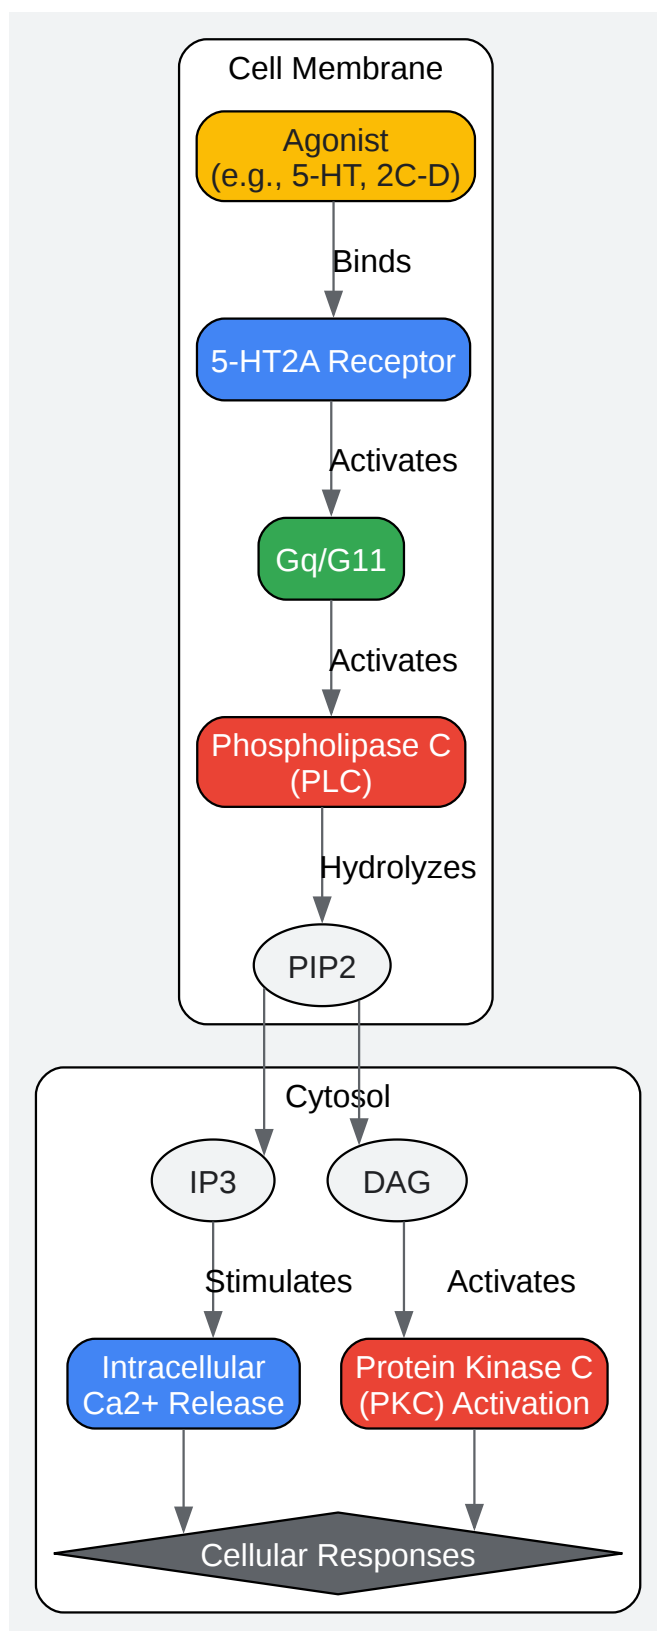 Cell Membrane
Agonist
(e.g., 5-HT, 2C-D)
Binds
5-HT2A Receptor
Activates
Gq/G11
Activates
Phospholipase C
(PLC)
Hydrolyzes
PIP2
Cytosol
IP3
DAG
Stimulates
Activates
Intracellular
Ca2+ Release
Protein Kinase C
(PKC) Activation
Cellular Responses